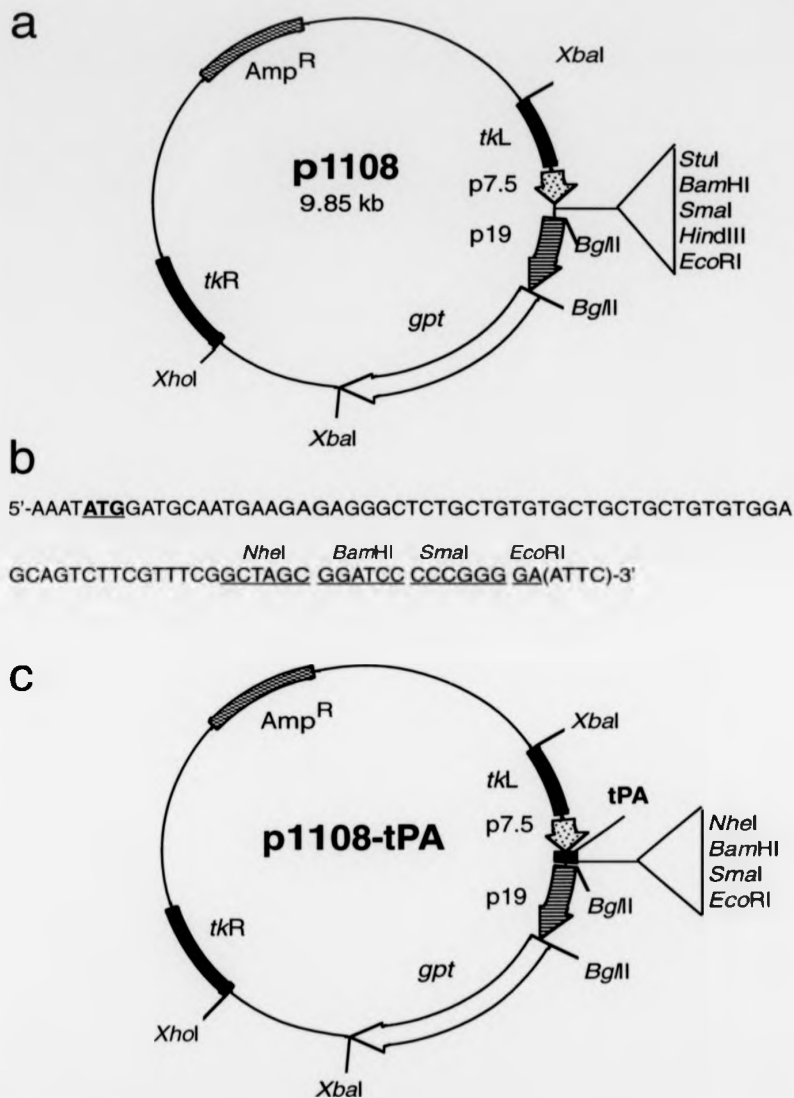 a
XbaI
Amp^R
tkL
p1108
9.85 kb
p7.5
p19
StuI
BamHI
SmaI
HindIII
EcoRI
BglII
BglII
gpt
tkR
XhoI
XbaI
b
5'-AAATATGGATGCAATGAAGAGAGGGCTCTGCTGTGTGCTGCTGCTGTGTGGA
NheI BamHI SmaI EcoRI
GCAGTCTTCGTTTCGGCTAGC GGATCC CCCGGG GA(ATTC)-3'
c
Amp^R
XbaI
tkL
tPA
p7.5
p1108-tPA
NheI
BamHI
SmaI
EcoRI
p19
BglII
BglII
gpt
tkR
XhoI
XbaI